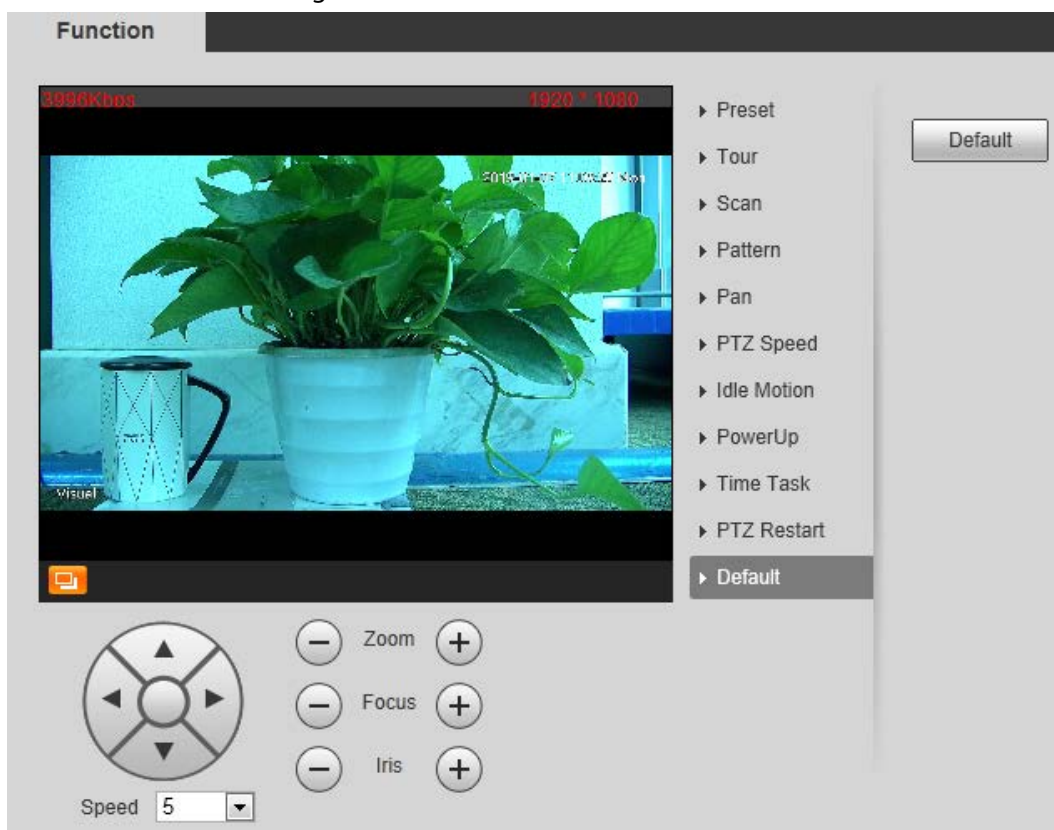 Function
3996Kbps
1920 * 1080
Visuel
Speed 5
Zoom
Focus
Iris
Preset
Tour
Scan
Pattern
Pan
PTZ Speed
Idle Motion
PowerUp
Time Task
PTZ Restart
Default
Default